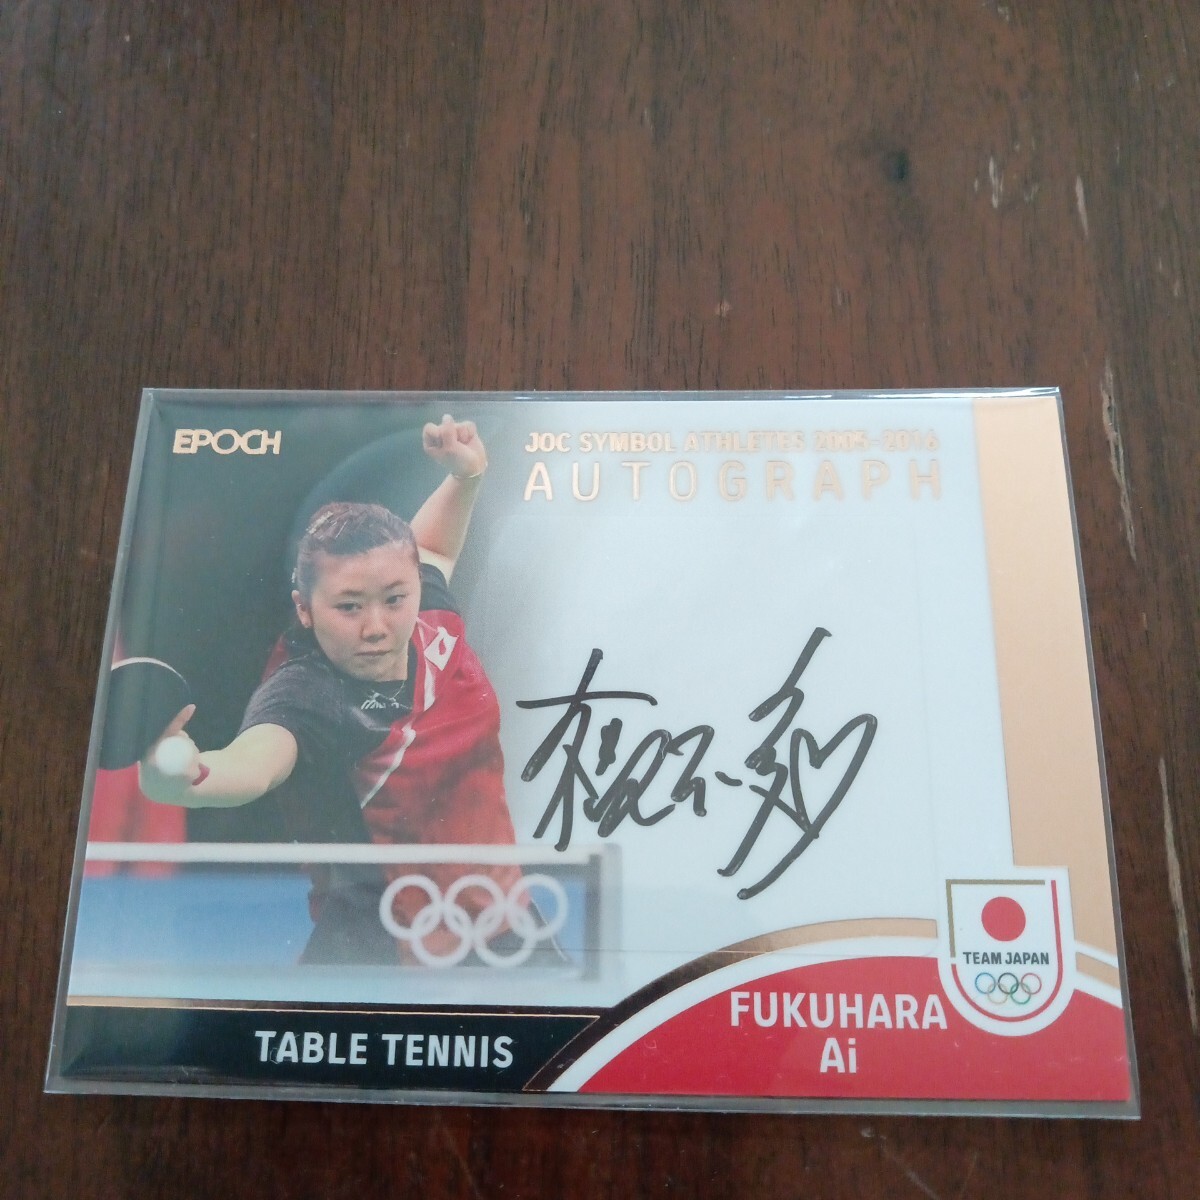 EPOCH
JOC SYMBOL ATHLETES 2005-2016
AUTOGRAPH
TEAM JAPAN
FUKUHARA
Ai
TABLE TENNIS